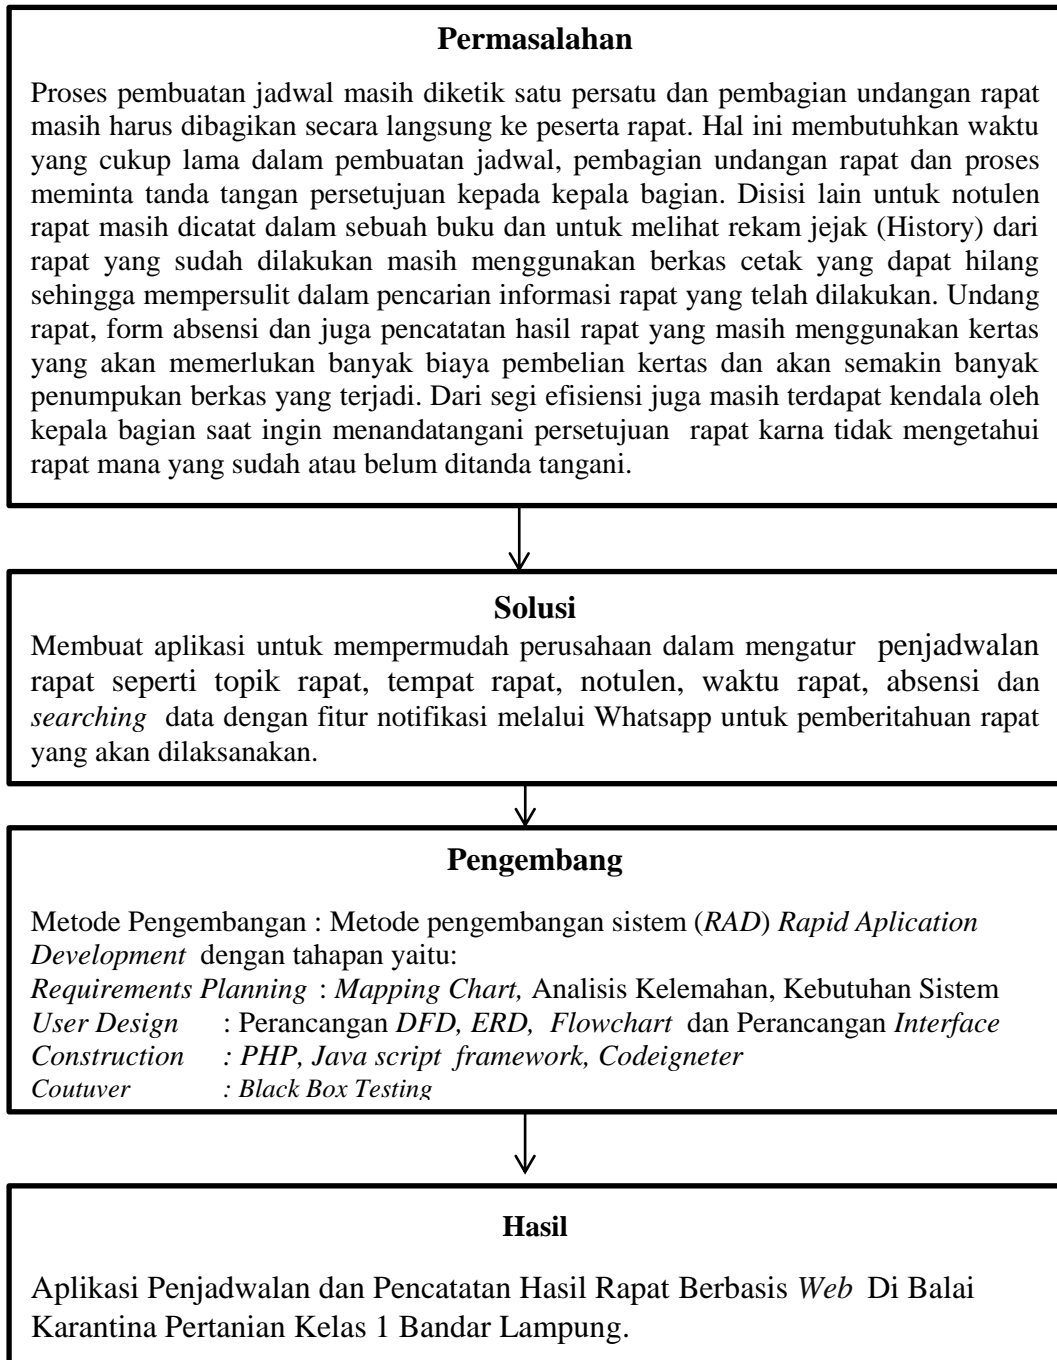 Permasalahan
Proses pembuatan jadwal masih diketik satu persatu dan pembagian undangan rapat
masih harus dibagikan secara langsung ke peserta rapat. Hal ini membutuhkan waktu
yang cukup lama dalam pembuatan jadwal, pembagian undangan rapat dan proses
meminta tanda tangan persetujuan kepada kepala bagian. Disisi lain untuk notulen
rapat masih dicatat dalam sebuah buku dan untuk melihat rekam jejak (History) dari
rapat yang sudah dilakukan masih menggunakan berkas cetak yang dapat hilang
sehingga mempersulit dalam pencarian informasi rapat yang telah dilakukan. Undang
rapat, form absensi dan juga pencatatan hasil rapat yang masih menggunakan kertas
yang akan memerlukan banyak biaya pembelian kertas dan akan semakin banyak
penumpukan berkas yang terjadi. Dari segi efisiensi juga masih terdapat kendala oleh
kepala bagian saat ingin menandatangani persetujuan rapat karna tidak mengetahui
rapat mana yang sudah atau belum ditanda tangani.
Solusi
Membuat aplikasi untuk mempermudah perusahaan dalam mengatur penjadwalan
rapat seperti topik rapat, tempat rapat, notulen, waktu rapat, absensi dan
searching data dengan fitur notifikasi melalui Whatsapp untuk pemberitahuan rapat
yang akan dilaksanakan.
Pengembang
Metode Pengembangan : Metode pengembangan sistem (RAD) Rapid Aplication
Development dengan tahapan yaitu:
Requirements Planning : Mapping Chart, Analisis Kelemahan, Kebutuhan Sistem
User Design : Perancangan DFD, ERD, Flowchart dan Perancangan Interface
Construction : PHP, Java script framework, Codeigneter
Coutuver : Black Box Testing
Hasil
Aplikasi Penjadwalan dan Pencatatan Hasil Rapat Berbasis Web Di Balai
Karantina Pertanian Kelas 1 Bandar Lampung.